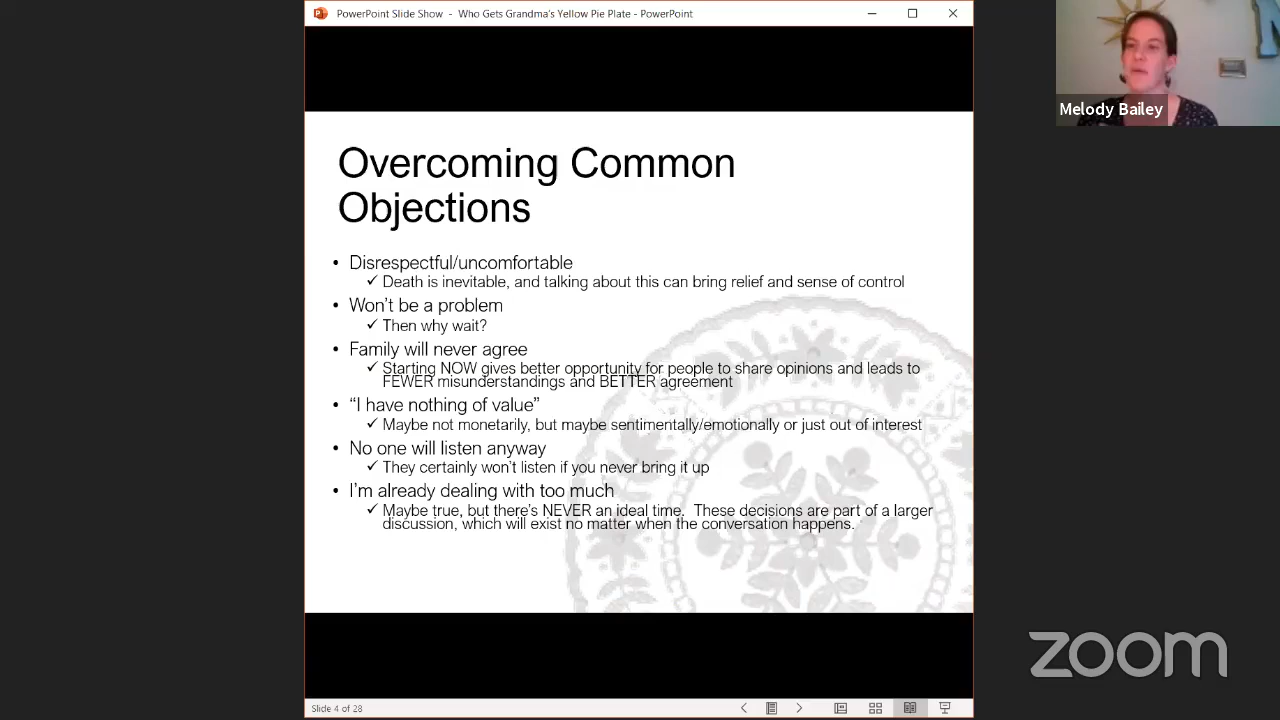 PowerPoint Slide Show - Who Gets Grandma's Yellow Pie Plate - PowerPoint
Melody Bailey
Overcoming Common
Objections
• Disrespectful/uncomfortable
✓ Death is inevitable, and talking about this can bring relief and sense of control
• Won't be a problem
✓ Then why wait?
• Family will never agree
✓ Starting NOW gives better opportunity for people to share opinions and leads to
FEWER misunderstandings and BETTER agreement
• “I have nothing of value”
✓ Maybe not monetarily, but maybe sentimentally/emotionally or just out of interest
• No one will listen anyway
✓ They certainly won't listen if you never bring it up
• I'm already dealing with too much
✓ Maybe true, but there's NEVER an ideal time. These decisions are part of a larger
discussion, which will exist no matter when the conversation happens.
zoom
Slide 4 of 28